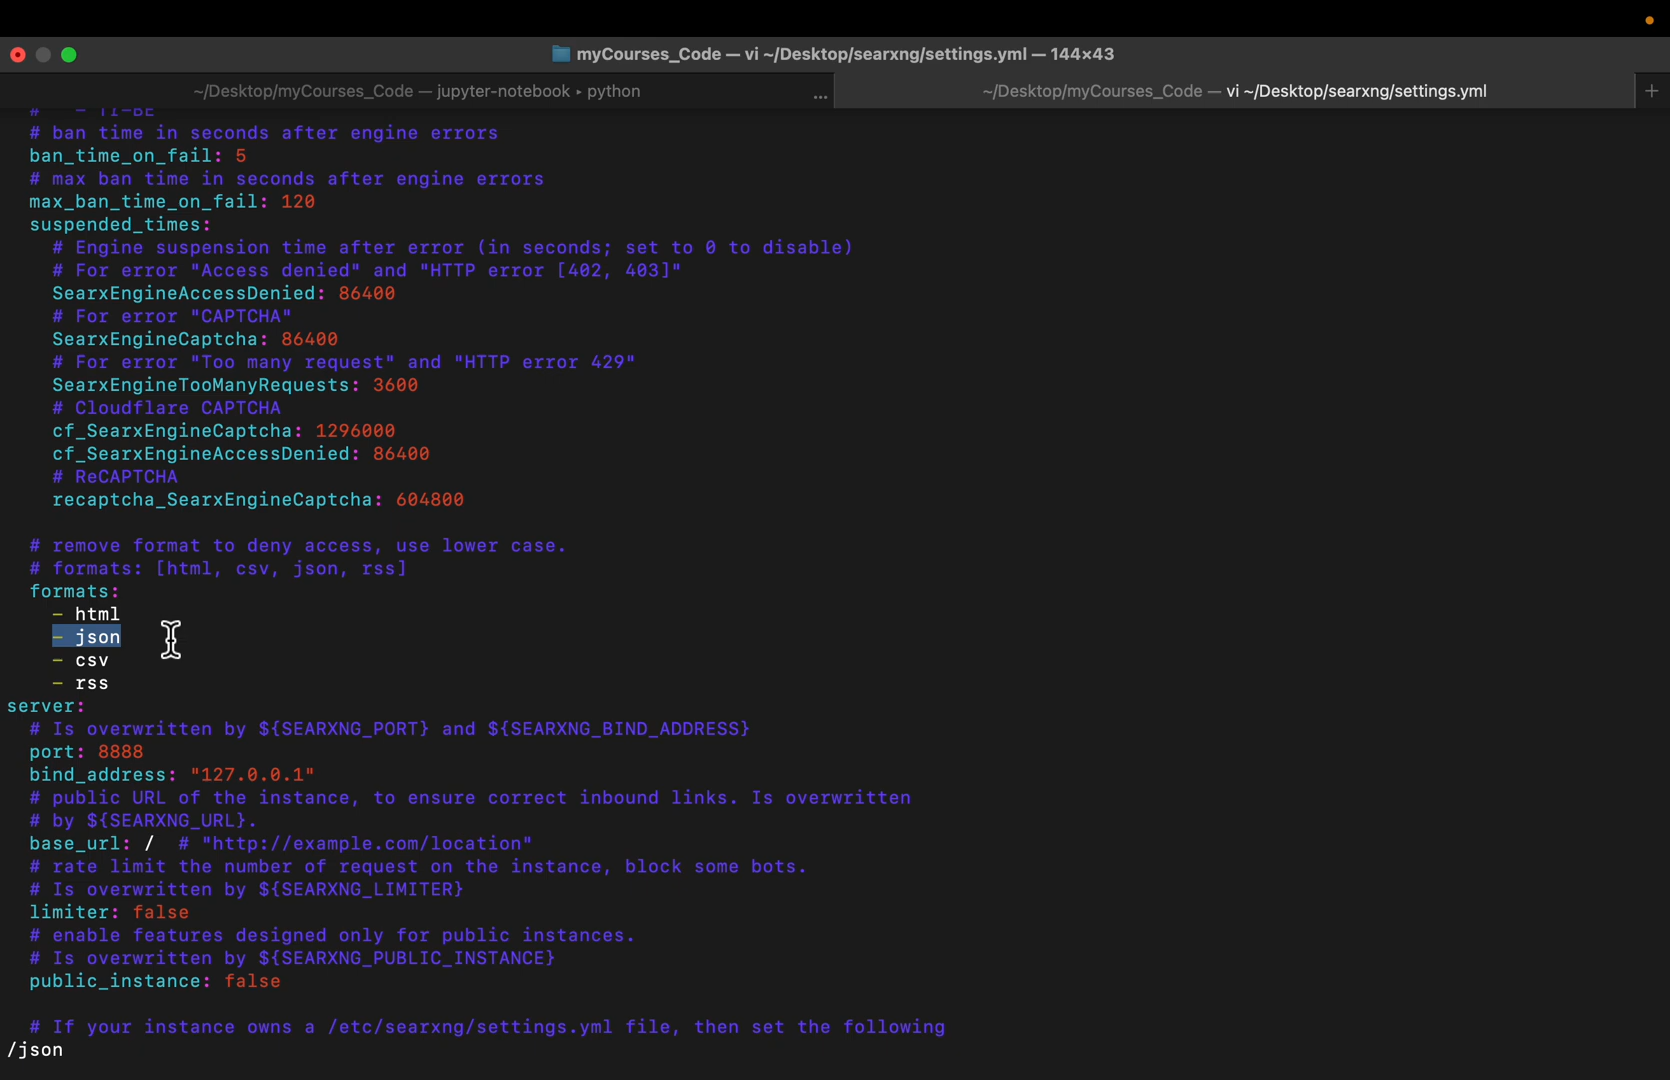 myCourses_Code — vi ~/Desktop/searxng/settings.yml — 144×43
~/Desktop/myCourses_Code — jupyter-notebook ▸ python ...
~/Desktop/myCourses_Code — vi ~/Desktop/searxng/settings.yml +
#   - TI-BE
# ban time in seconds after engine errors
ban_time_on_fail: 5
# max ban time in seconds after engine errors
max_ban_time_on_fail: 120
suspended_times:
# Engine suspension time after error (in seconds; set to 0 to disable)
# For error "Access denied" and "HTTP error [402, 403]"
SearxEngineAccessDenied: 86400
# For error "CAPTCHA"
SearxEngineCaptcha: 86400
# For error "Too many request" and "HTTP error 429"
SearxEngineTooManyRequests: 3600
# Cloudflare CAPTCHA
cf_SearxEngineCaptcha: 1296000
cf_SearxEngineAccessDenied: 86400
# ReCAPTCHA
recaptcha_SearxEngineCaptcha: 604800
# remove format to deny access, use lower case.
# formats: [html, csv, json, rss]
formats:
- html
- json
- csv
- rss
server:
# Is overwritten by ${SEARXNG_PORT} and ${SEARXNG_BIND_ADDRESS}
port: 8888
bind_address: "127.0.0.1"
# public URL of the instance, to ensure correct inbound links. Is overwritten
# by ${SEARXNG_URL}.
base_url: /  # "http://example.com/location"
# rate limit the number of request on the instance, block some bots.
# Is overwritten by ${SEARXNG_LIMITER}
limiter: false
# enable features designed only for public instances.
# Is overwritten by ${SEARXNG_PUBLIC_INSTANCE}
public_instance: false
# If your instance owns a /etc/searxng/settings.yml file, then set the following
/json